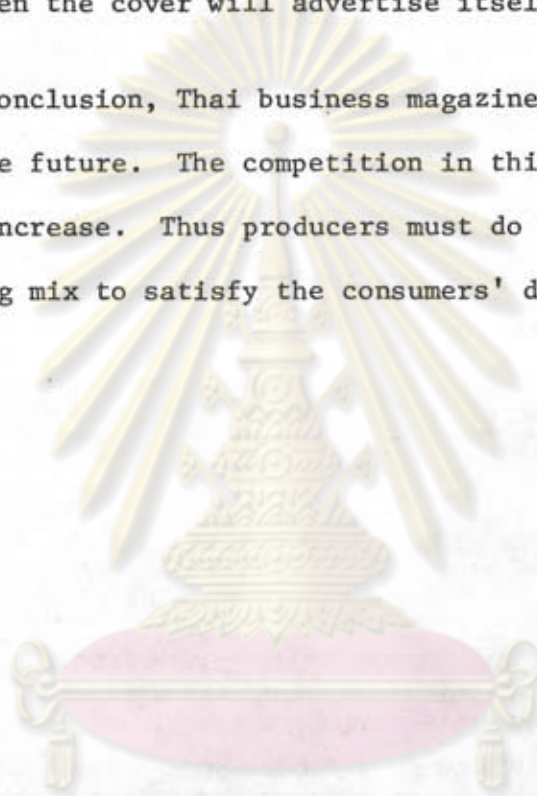 en the cover will advertise itself
onclusion, Thai business magazine
e future. The competition in thi
ncrease. Thus producers must do
g mix to satisfy the consumers' d